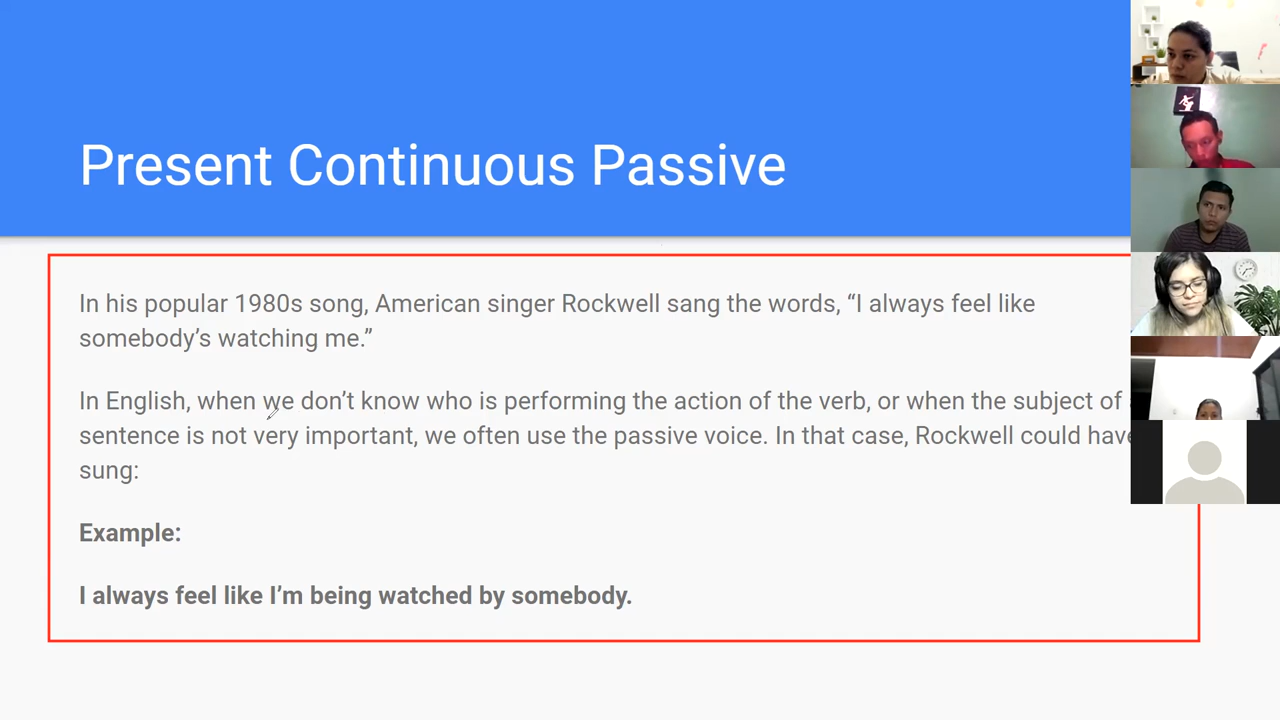 Present Continuous Passive
In his popular 1980s song, American singer Rockwell sang the words, “I always feel like
somebody’s watching me.”
In English, when we don’t know who is performing the action of the verb, or when the subject of
sentence is not very important, we often use the passive voice. In that case, Rockwell could have
sung:
Example:
I always feel like I’m being watched by somebody.